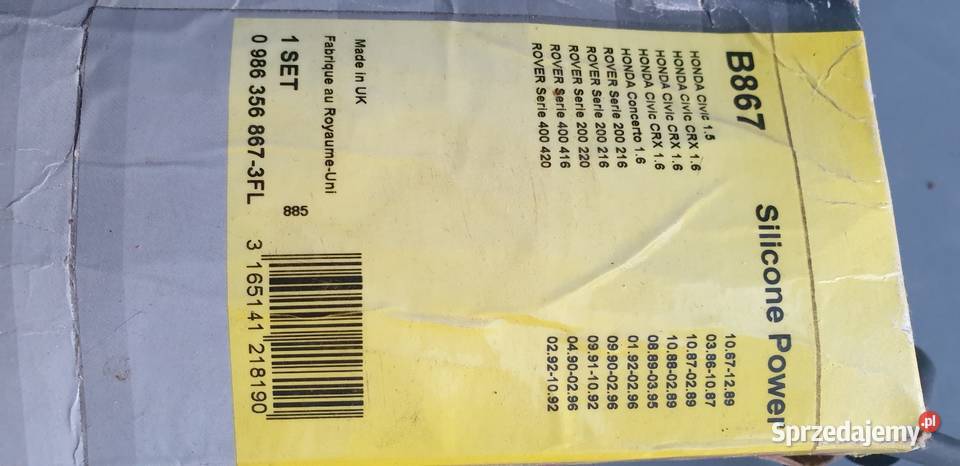 B867 Silicone Power
HONDA Civic 1.5 10.87-12.89
HONDA Civic CRX 1.6 03.86-10.87
HONDA Civic CRX 1.6 10.87-02.89
HONDA Civic CRX 1.6 10.88-02.89
HONDA Concerto 1.6 08.89-03.95
ROVER Serie 200 216 01.92-02.96
ROVER Serie 200 216 09.90-02.96
ROVER Serie 200 220 09.91-10.92
ROVER Serie 400 416 04.90-02.96
ROVER Serie 400 420 02.92-10.92
Made in UK
Fabrique au Royaume-Uni
885
1 SET
0 986 356 867-3FL
3 165141 218190
Sprzedajemy.pl